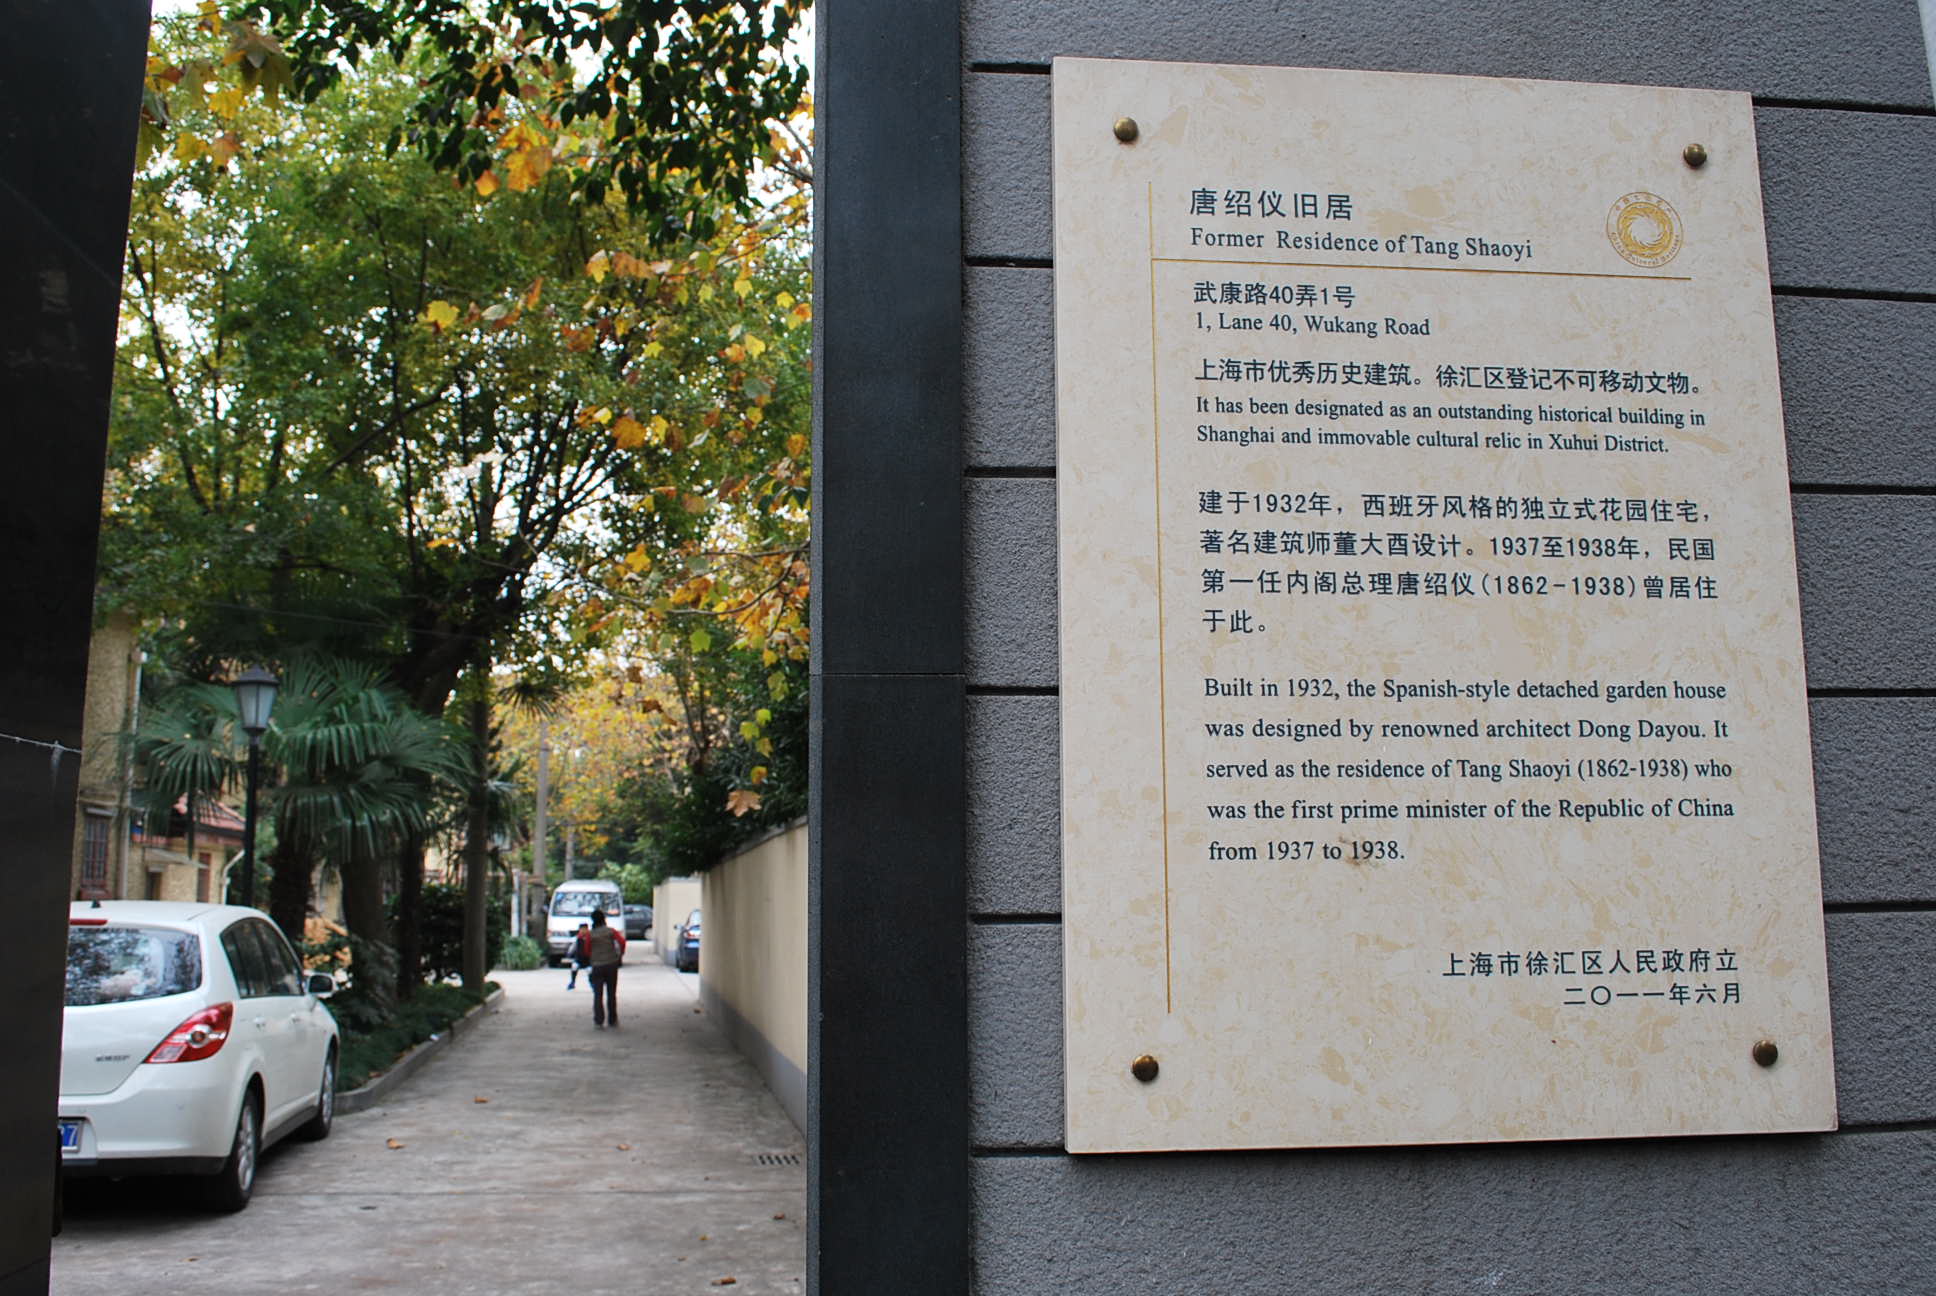 唐绍仪旧居
Former Residence of Tang Shaoyi
武康路40弄1号
1, Lane 40, Wukang Road
上海市优秀历史建筑。徐汇区登记不可移动文物。
It has been designated as an outstanding historical building in
Shanghai and immovable cultural relic in Xuhui District.
建于1932年，西班牙风格的独立式花园住宅，
著名建筑师董大酉设计。1937至1938年，民国
第一任内阁总理唐绍仪(1862-1938)曾居住
于此。
Built in 1932, the Spanish-style detached garden house
was designed by renowned architect Dong Dayou. It
served as the residence of Tang Shaoyi (1862-1938) who
was the first prime minister of the Republic of China
from 1937 to 1938.
上海市徐汇区人民政府立
二〇一一年六月